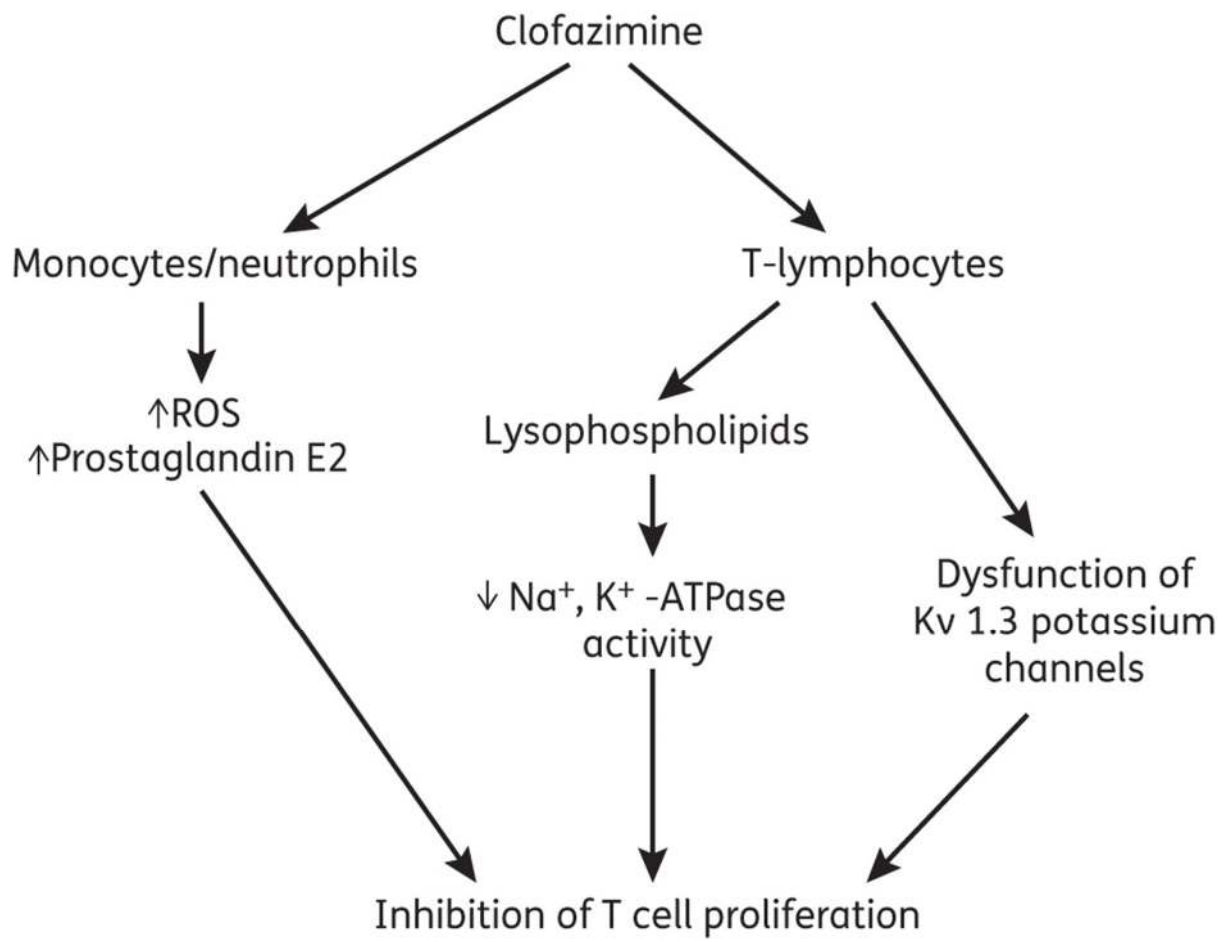 Clofazimine
Monocytes/neutrophils
T-lymphocytes
↑ROS
↑Prostaglandin E2
Lysophospholipids
↓ Na⁺, K⁺ -ATPase
activity
Dysfunction of
Kv 1.3 potassium
channels
Inhibition of T cell proliferation